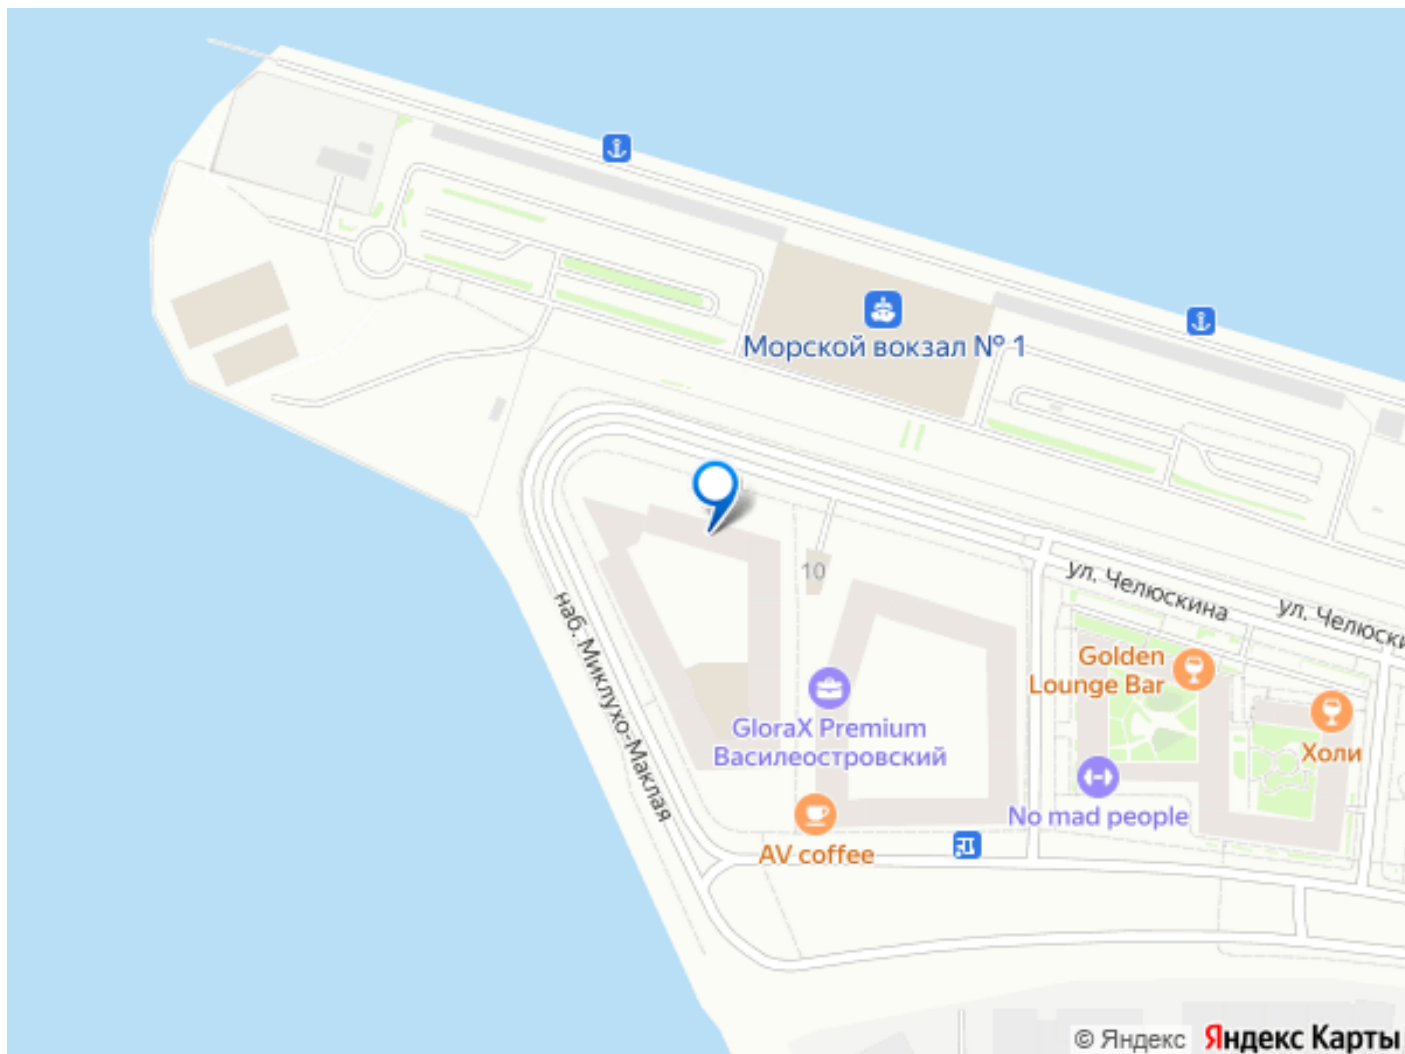 Морской вокзал № 1
10
ул. Челюскина
ул. Челюски
наб. Миклухо-Маклая
Golden
Lounge Bar
GloraX Premium
Василеостровский
Холи
No mad people
AV coffee
© Яндекс Яндекс Карты